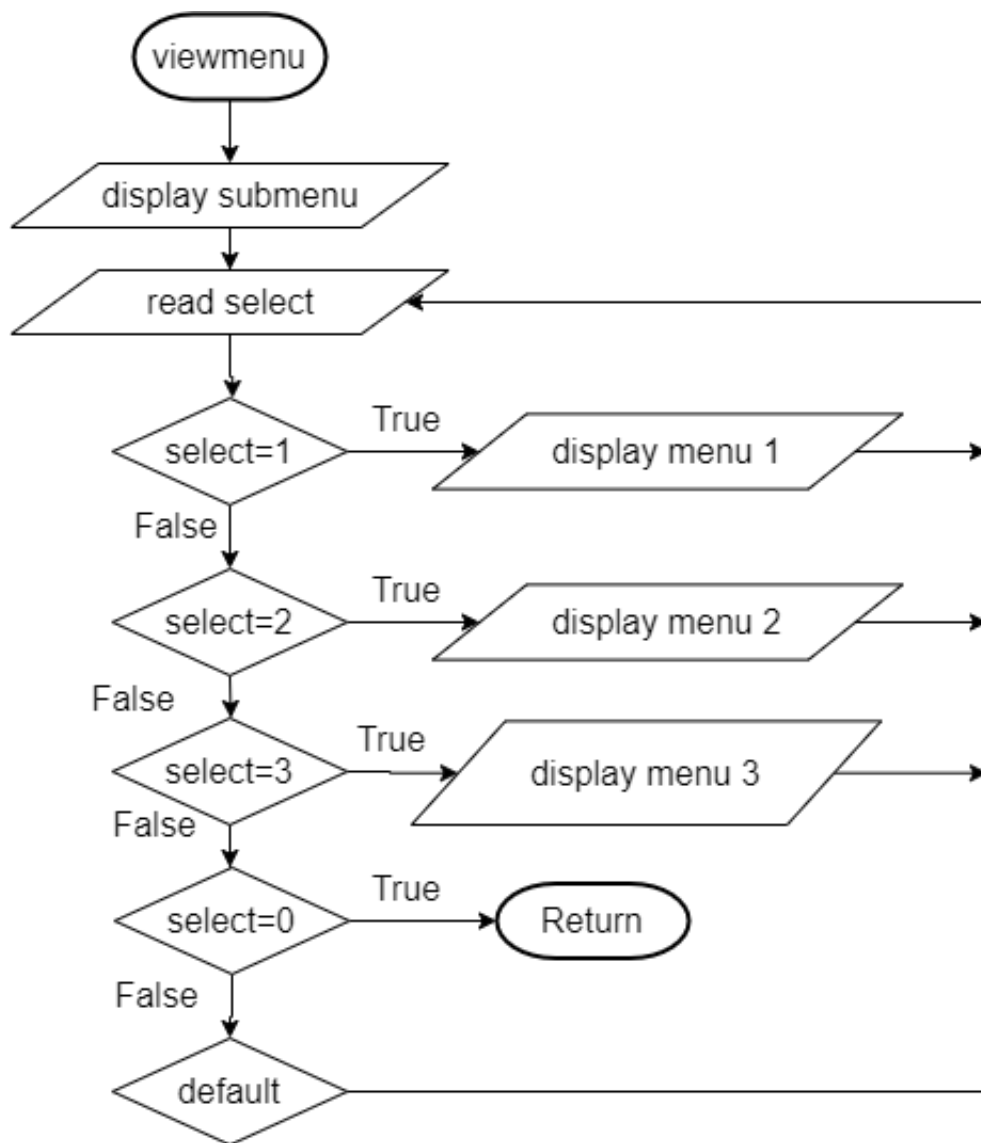 viewmenu
display submenu
read select
True
select=1
display menu 1
False
True
select=2
display menu 2
False
True
select=3
display menu 3
False
True
select=0
Return
False
default